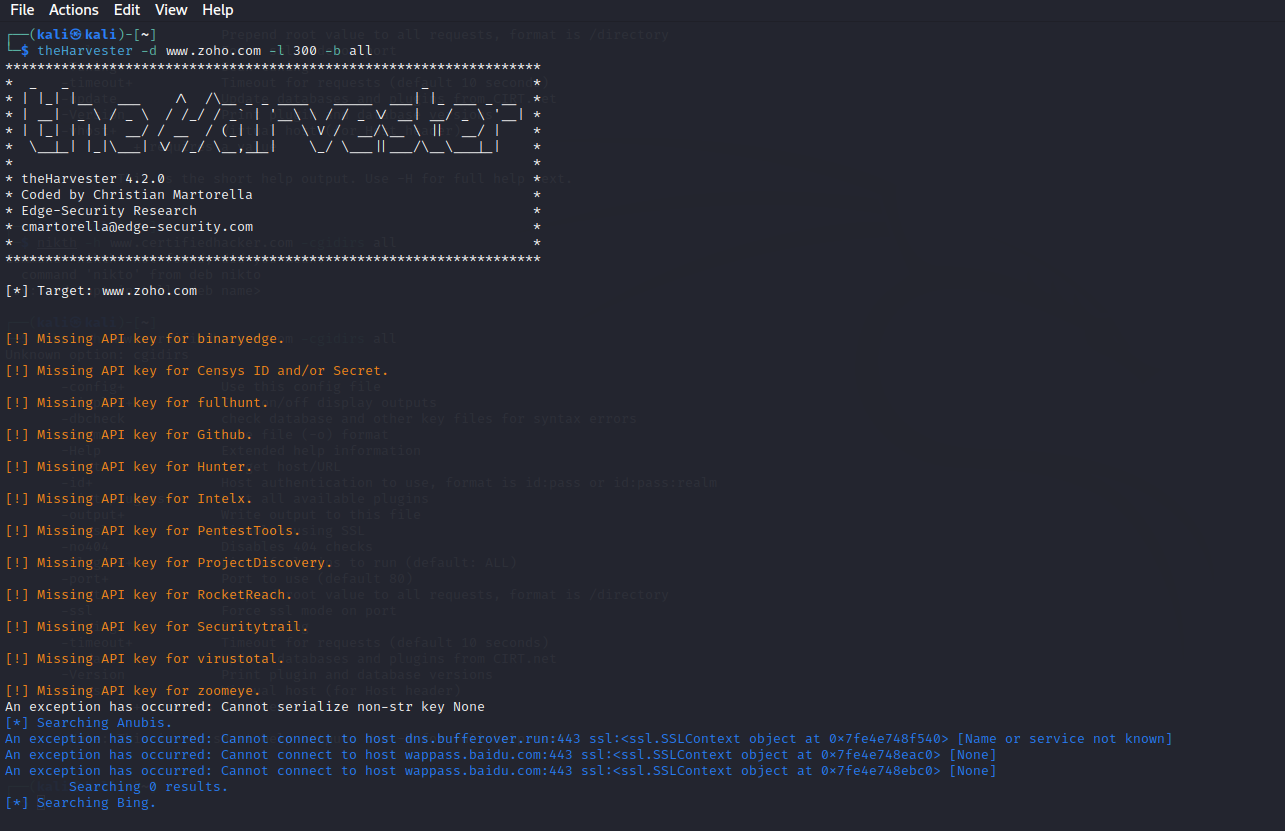 File Actions Edit View Help
┌──(kali㉿kali)-[~]
└─$ theHarvester -d www.zoho.com -l 300 -b all
*******************************************************************
* theHarvester *
* *
* theHarvester 4.2.0 *
* Coded by Christian Martorella *
* Edge-Security Research *
* cmartorella@edge-security.com *
* *
*******************************************************************
[*] Target: www.zoho.com
[!] Missing API key for binaryedge.
[!] Missing API key for Censys ID and/or Secret.
[!] Missing API key for fullhunt.
[!] Missing API key for Github.
[!] Missing API key for Hunter.
[!] Missing API key for Intelx.
[!] Missing API key for PentestTools.
[!] Missing API key for ProjectDiscovery.
[!] Missing API key for RocketReach.
[!] Missing API key for Securitytrail.
[!] Missing API key for virustotal.
[!] Missing API key for zoomeye.
An exception has occurred: Cannot serialize non-str key None
[*] Searching Anubis.
An exception has occurred: Cannot connect to host dns.bufferover.run:443 ssl:<ssl.SSLContext object at 0×7fe4e748f540> [Name or service not known]
An exception has occurred: Cannot connect to host wappass.baidu.com:443 ssl:<ssl.SSLContext object at 0×7fe4e748eac0> [None]
An exception has occurred: Cannot connect to host wappass.baidu.com:443 ssl:<ssl.SSLContext object at 0×7fe4e748ebc0> [None]
Searching 0 results.
[*] Searching Bing.